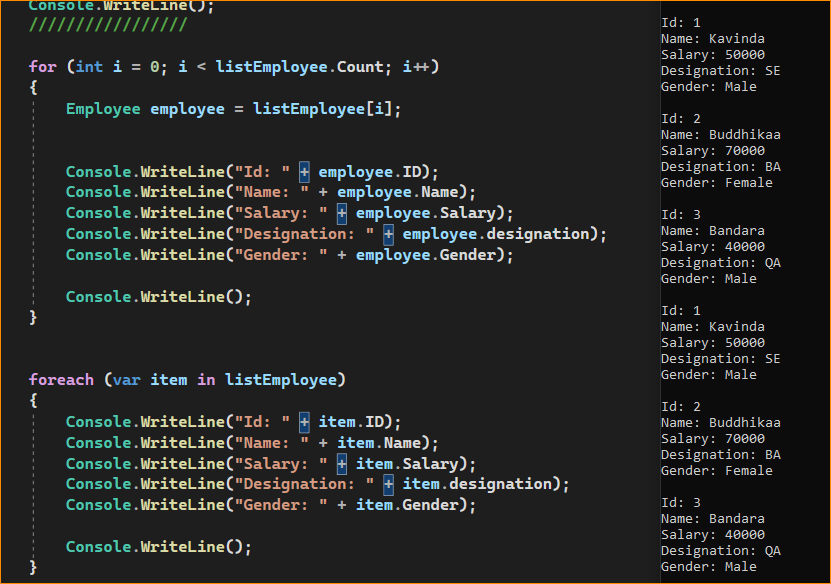 Console.WriteLine();
/////////////////
for (int i = 0; i < listEmployee.Count; i++)
{
Employee employee = listEmployee[i];
Console.WriteLine("Id: " + employee.ID);
Console.WriteLine("Name: " + employee.Name);
Console.WriteLine("Salary: " + employee.Salary);
Console.WriteLine("Designation: " + employee.designation);
Console.WriteLine("Gender: " + employee.Gender);
Console.WriteLine();
}
foreach (var item in listEmployee)
{
Console.WriteLine("Id: " + item.ID);
Console.WriteLine("Name: " + item.Name);
Console.WriteLine("Salary: " + item.Salary);
Console.WriteLine("Designation: " + item.designation);
Console.WriteLine("Gender: " + item.Gender);
Console.WriteLine();
}
Id: 1
Name: Kavinda
Salary: 50000
Designation: SE
Gender: Male
Id: 2
Name: Buddhikaa
Salary: 70000
Designation: BA
Gender: Female
Id: 3
Name: Bandara
Salary: 40000
Designation: QA
Gender: Male
Id: 1
Name: Kavinda
Salary: 50000
Designation: SE
Gender: Male
Id: 2
Name: Buddhikaa
Salary: 70000
Designation: BA
Gender: Female
Id: 3
Name: Bandara
Salary: 40000
Designation: QA
Gender: Male